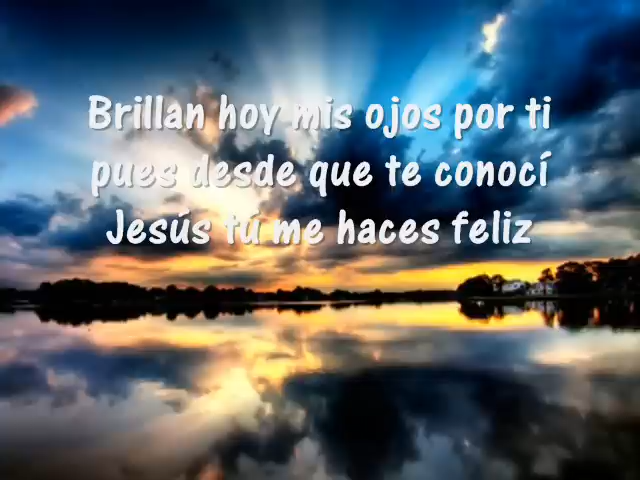 Brillan hoy mis ojos por ti
pues desde que te conocí
Jesús tú me haces feliz